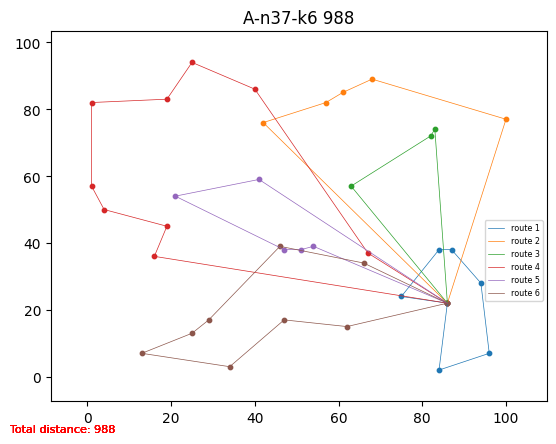 A-n37-k6 988
100
80
60
40
20
0
route 1
route 2
route 3
route 4
route 5
route 6
0 20 40 60 80 100
Total distance: 988